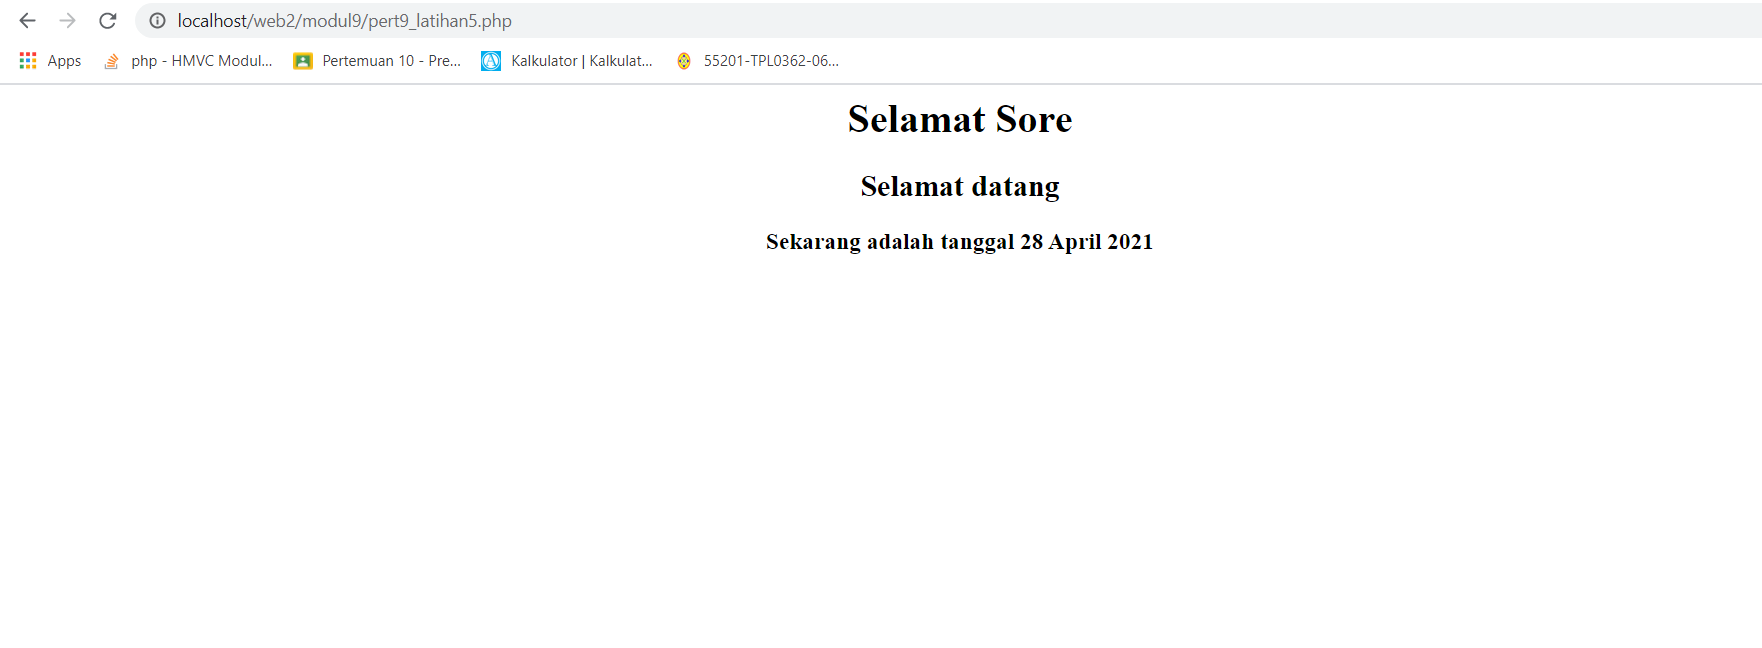 localhost/web2/modul9/pert9_latihan5.php
Apps php - HMVC Modul... Pertemuan 10 - Pre... Kalkulator | Kalkulat... 55201-TPL0362-06...
Selamat Sore
Selamat datang
Sekarang adalah tanggal 28 April 2021